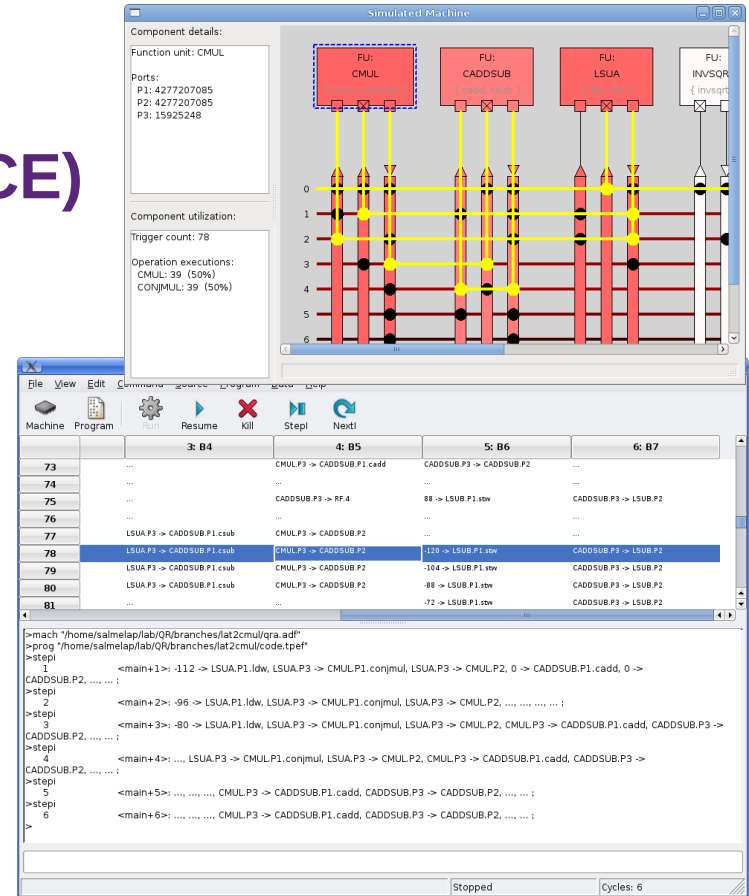 Simulated Machine
CE)
Component details:
Function unit: CMUL
Ports:
P1: 4277207085
P2: 4277207085
P3: 15925248
Component utilization:
Trigger count: 78
Operation executions:
CMUL: 39 (50%)
CONJMUL: 39 (50%)
FU: FU: FU: FU:
CMUL CADDSUB LSUA INVSQR
{ cadd, csub } { invsqrt
0
1
2
3
4
5
6
File View Edit Command Source Program Data Help
Machine Program Run Resume Kill StepI NextI
3: B4 4: B5 5: B6 6: B7
73 ... CMUL.P3 -> CADDSUB.P1.cadd CADDSUB.P3 -> CADDSUB.P2 ...
74 ... ... ... ...
75 ... CADDSUB.P3 -> RF.4 88 -> LSUB.P1.stw CADDSUB.P3 -> LSUB.P2
76 ... ... ... ...
77 LSUA.P3 -> CADDSUB.P1.csub CMUL.P3 -> CADDSUB.P2 ... ...
78 LSUA.P3 -> CADDSUB.P1.csub CMUL.P3 -> CADDSUB.P2 -120 -> LSUB.P1.stw CADDSUB.P3 -> LSUB.P2
79 LSUA.P3 -> CADDSUB.P1.csub CMUL.P3 -> CADDSUB.P2 -104 -> LSUB.P1.stw CADDSUB.P3 -> LSUB.P2
80 LSUA.P3 -> CADDSUB.P1.csub CMUL.P3 -> CADDSUB.P2 -88 -> LSUB.P1.stw CADDSUB.P3 -> LSUB.P2
81 ... ... -72 -> LSUB.P1.stw CADDSUB.P3 -> LSUB.P2
>mach "/home/salmelap/lab/QR/branches/lat2cmul/qra.adf"
>prog "/home/salmelap/lab/QR/branches/lat2cmul/code.tpef"
>stepi
1 <main+1>: -112 -> LSUA.P1.ldw, LSUA.P3 -> CMUL.P1.conjmul, LSUA.P3 -> CMUL.P2, 0 -> CADDSUB.P1.cadd, 0 ->
CADDSUB.P2, ..., ... ;
>stepi
2 <main+2>: -96 -> LSUA.P1.ldw, LSUA.P3 -> CMUL.P1.conjmul, LSUA.P3 -> CMUL.P2, ..., ..., ..., ... ;
>stepi
3 <main+3>: -80 -> LSUA.P1.ldw, LSUA.P3 -> CMUL.P1.conjmul, LSUA.P3 -> CMUL.P2, CMUL.P3 -> CADDSUB.P1.cadd, CADDSUB.P3 ->
CADDSUB.P2, ..., ... ;
>stepi
4 <main+4>: ..., LSUA.P3 -> CMUL.P1.conjmul, LSUA.P3 -> CMUL.P2, CMUL.P3 -> CADDSUB.P1.cadd, CADDSUB.P3 ->
CADDSUB.P2, ..., ... ;
>stepi
5 <main+5>: ..., ..., ..., CMUL.P3 -> CADDSUB.P1.cadd, CADDSUB.P3 -> CADDSUB.P2, ..., ... ;
>stepi
6 <main+6>: ..., ..., ..., CMUL.P3 -> CADDSUB.P1.cadd, CADDSUB.P3 -> CADDSUB.P2, ..., ... ;
>
Stopped Cycles: 6